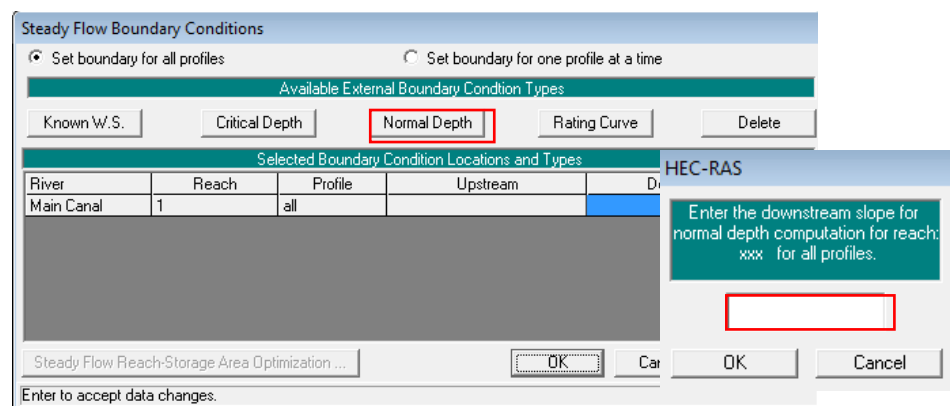 Steady Flow Boundary Conditions
Set boundary for all profiles
Set boundary for one profile at a time
Available External Boundary Condtion Types
Known W.S.
Critical Depth
Normal Depth
Rating Curve
Delete
Selected Boundary Condition Locations and Types
River Reach Profile Upstream
Main Canal 1 all
Steady Flow Reach-Storage Area Optimization ...
OK
Enter to accept data changes.
HEC-RAS
Enter the downstream slope for
normal depth computation for reach:
xxx for all profiles.
OK
Cancel